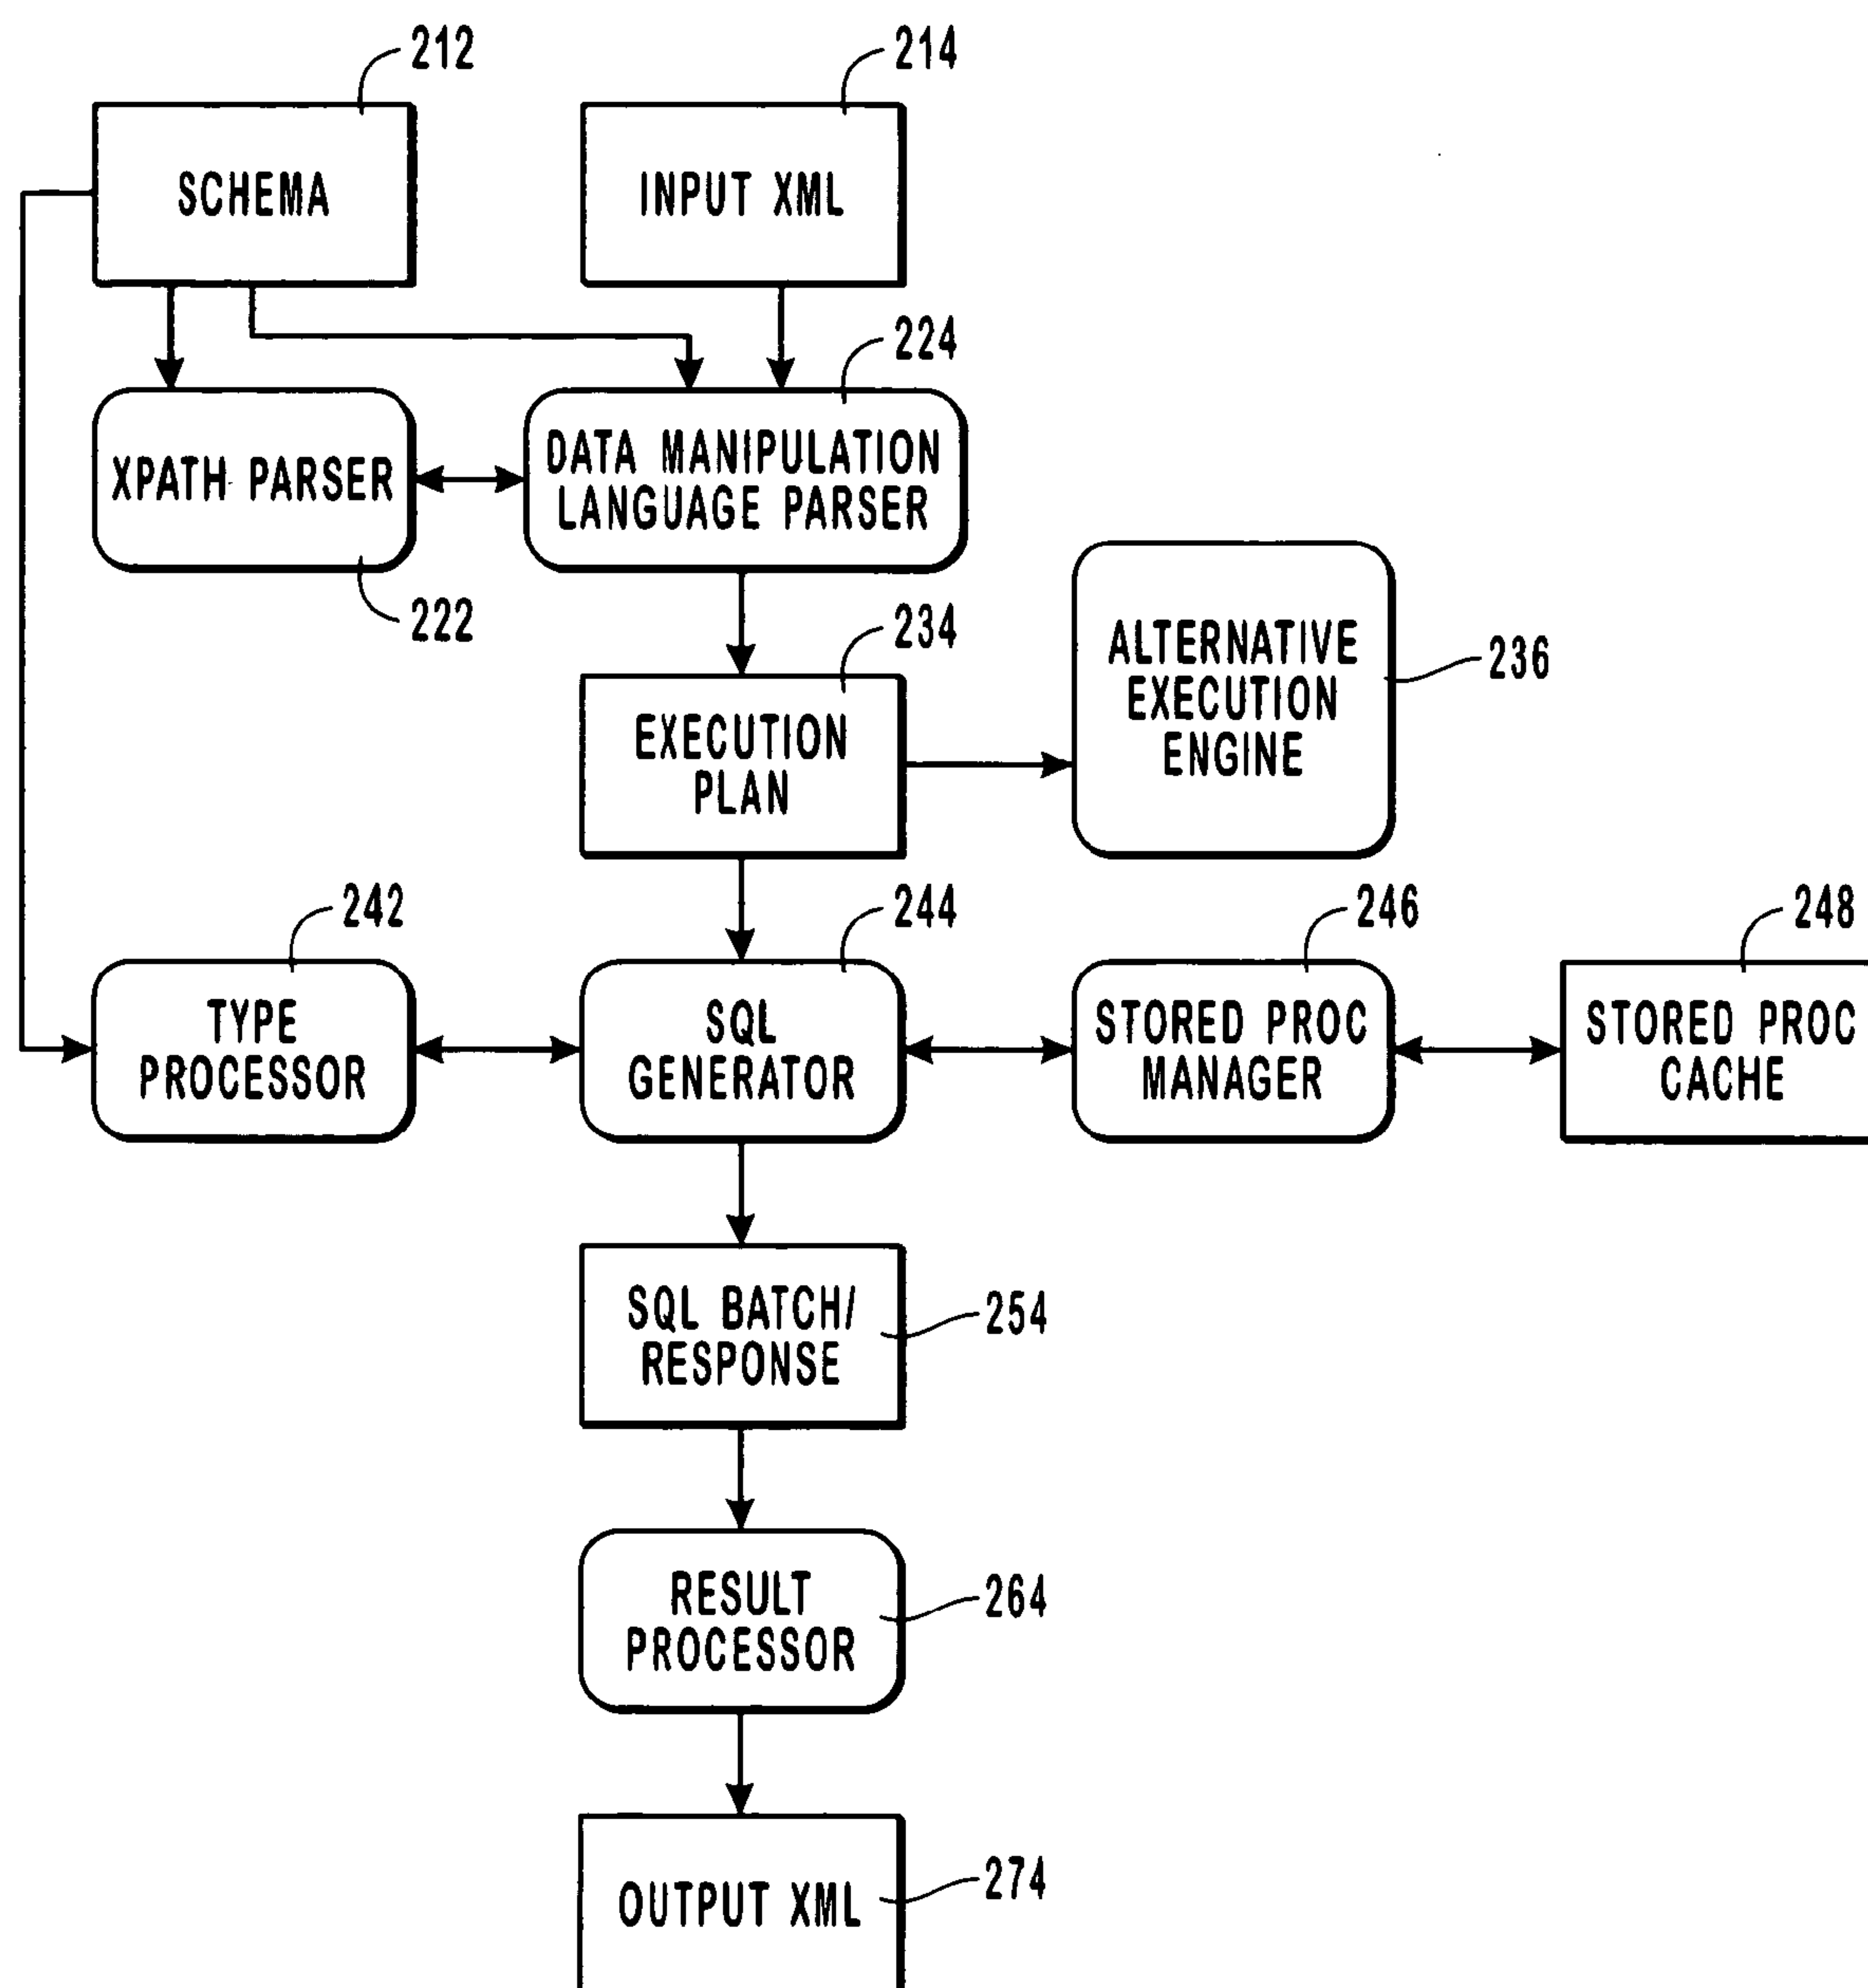 212
214
SCHEMA
INPUT XML
224
XPATH PARSER
DATA MANIPULATION
LANGUAGE PARSER
222
234
ALTERNATIVE
EXECUTION
ENGINE
236
EXECUTION
PLAN
242
244
246
248
TYPE
PROCESSOR
SQL
GENERATOR
STORED PROC
MANAGER
STORED PROC
CACHE
SQL BATCH/
RESPONSE
254
RESULT
PROCESSOR
264
OUTPUT XML
274